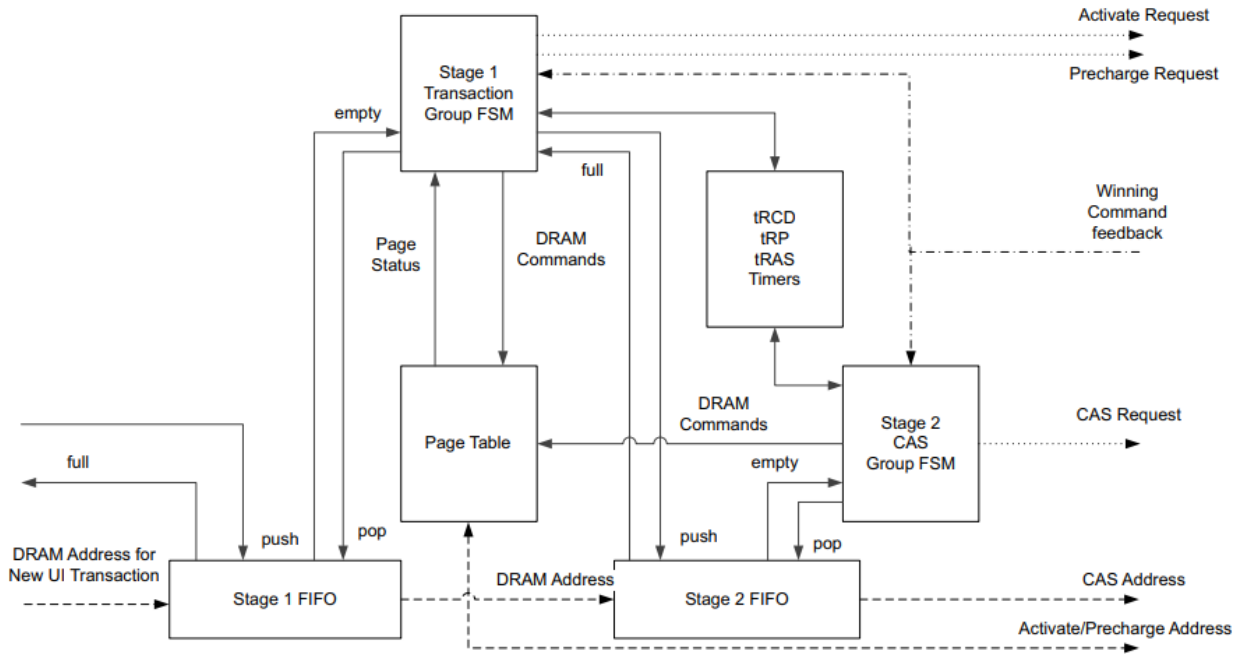 Activate Request
Precharge Request
Stage 1
Transaction
Group FSM
empty
full
Winning
Command
feedback
tRCD
tRP
tRAS
Timers
Page
Status
DRAM
Commands
DRAM
Commands
Page Table
Stage 2
CAS
Group FSM
CAS Request
full
empty
push
pop
push
pop
DRAM Address for
New UI Transaction
Stage 1 FIFO
DRAM Address
Stage 2 FIFO
CAS Address
Activate/Precharge Address